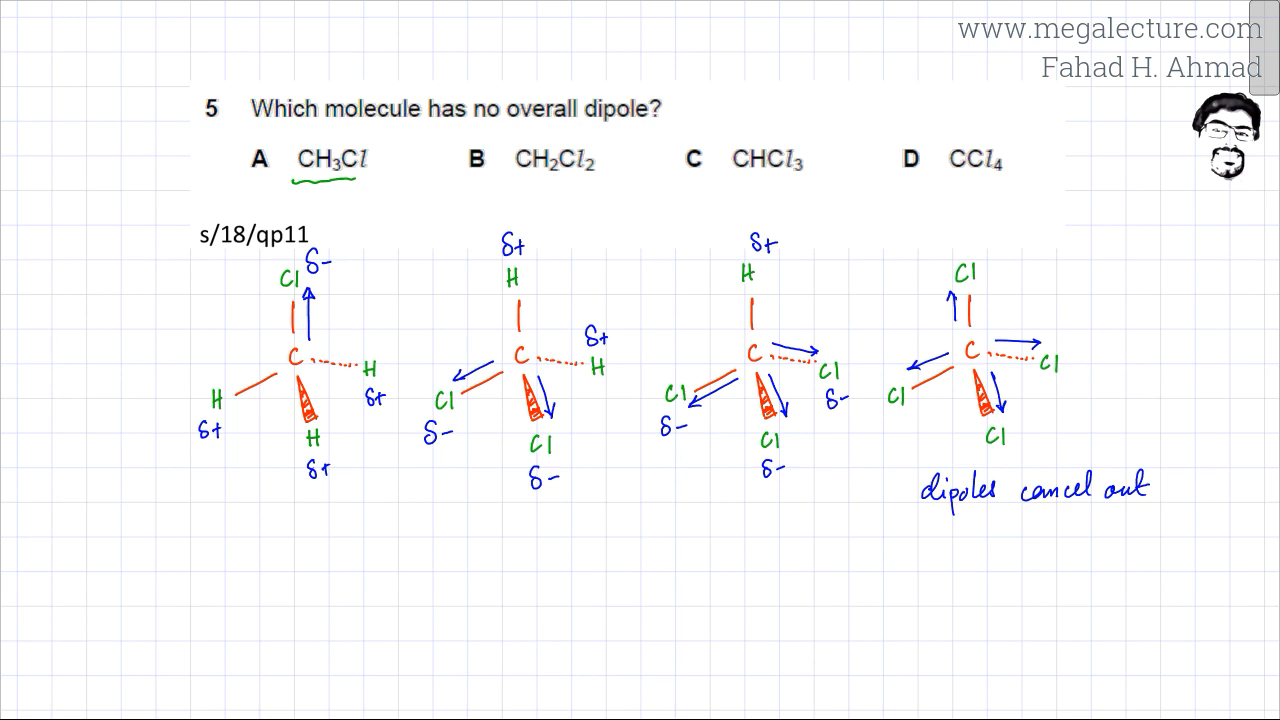 www.megalecture.com
Fahad H. Ahmad
5 Which molecule has no overall dipole?
A CH₃Cl B CH₂Cl₂ C CHCl₃ D CCl₄
s/18/qp11
δ-
Cl
C
H
δ+
H
δ+
H
δ+
δ+
H
C
δ+
H
Cl
δ-
Cl
δ-
δ+
H
C
Cl
δ-
Cl
δ-
Cl
δ-
Cl
C
Cl
Cl
Cl
dipoles cancel out